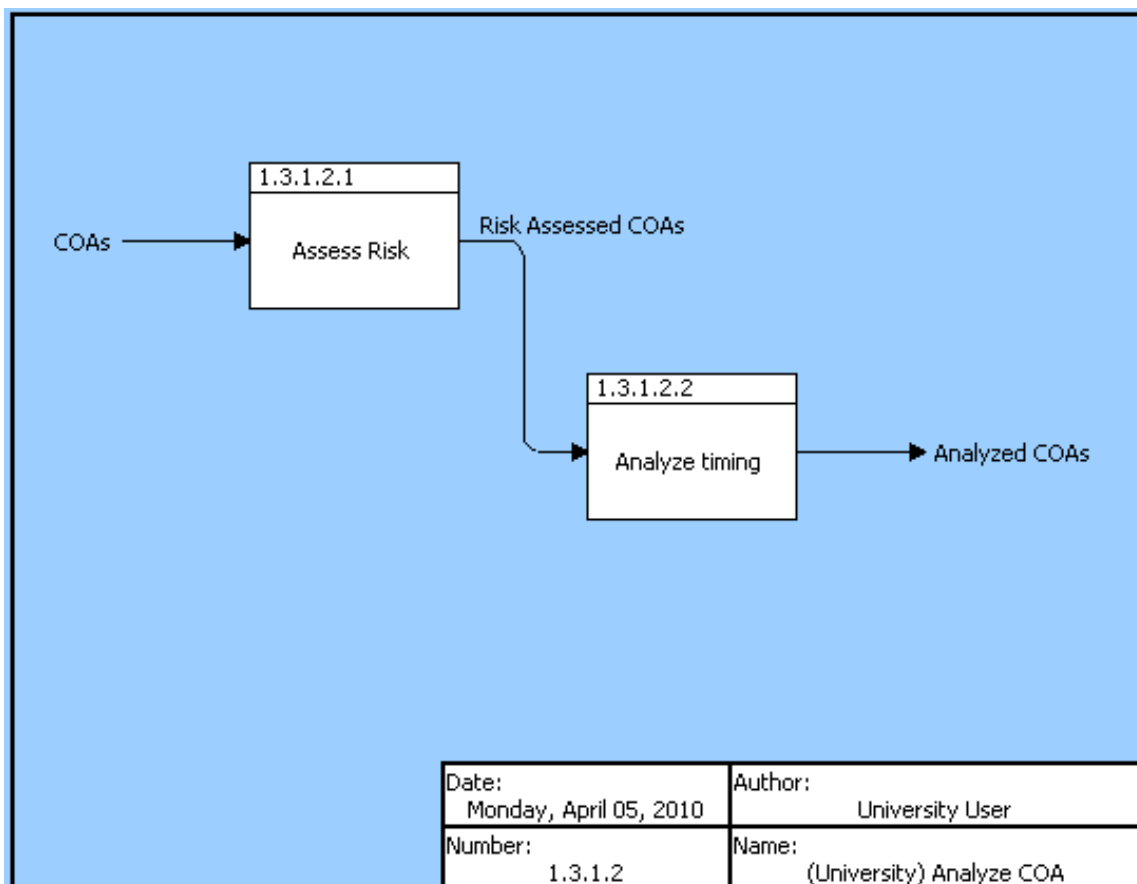 1.3.1.2.1
COAs
Assess Risk
Risk Assessed COAs
1.3.1.2.2
Analyze timing
Analyzed COAs
Date:
Monday, April 05, 2010
Author:
University User
Number:
1.3.1.2
Name:
(University) Analyze COA